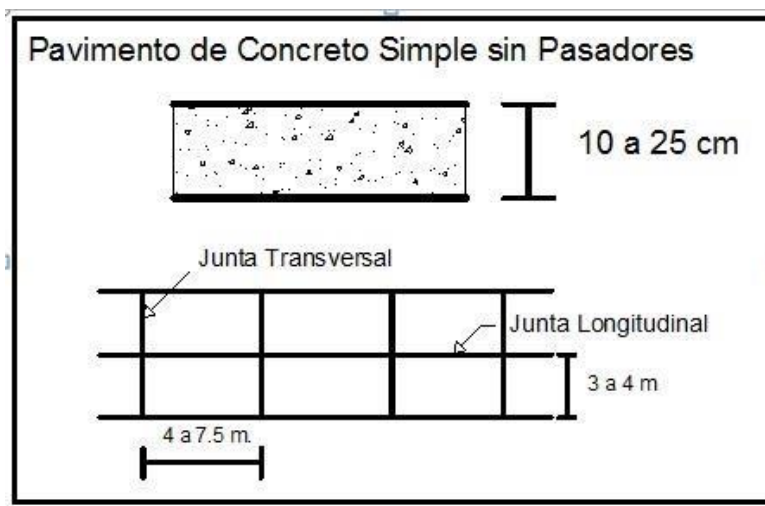 Pavimento de Concreto Simple sin Pasadores
10 a 25 cm
Junta Transversal
Junta Longitudinal
3 a 4 m
4 a 7.5 m.